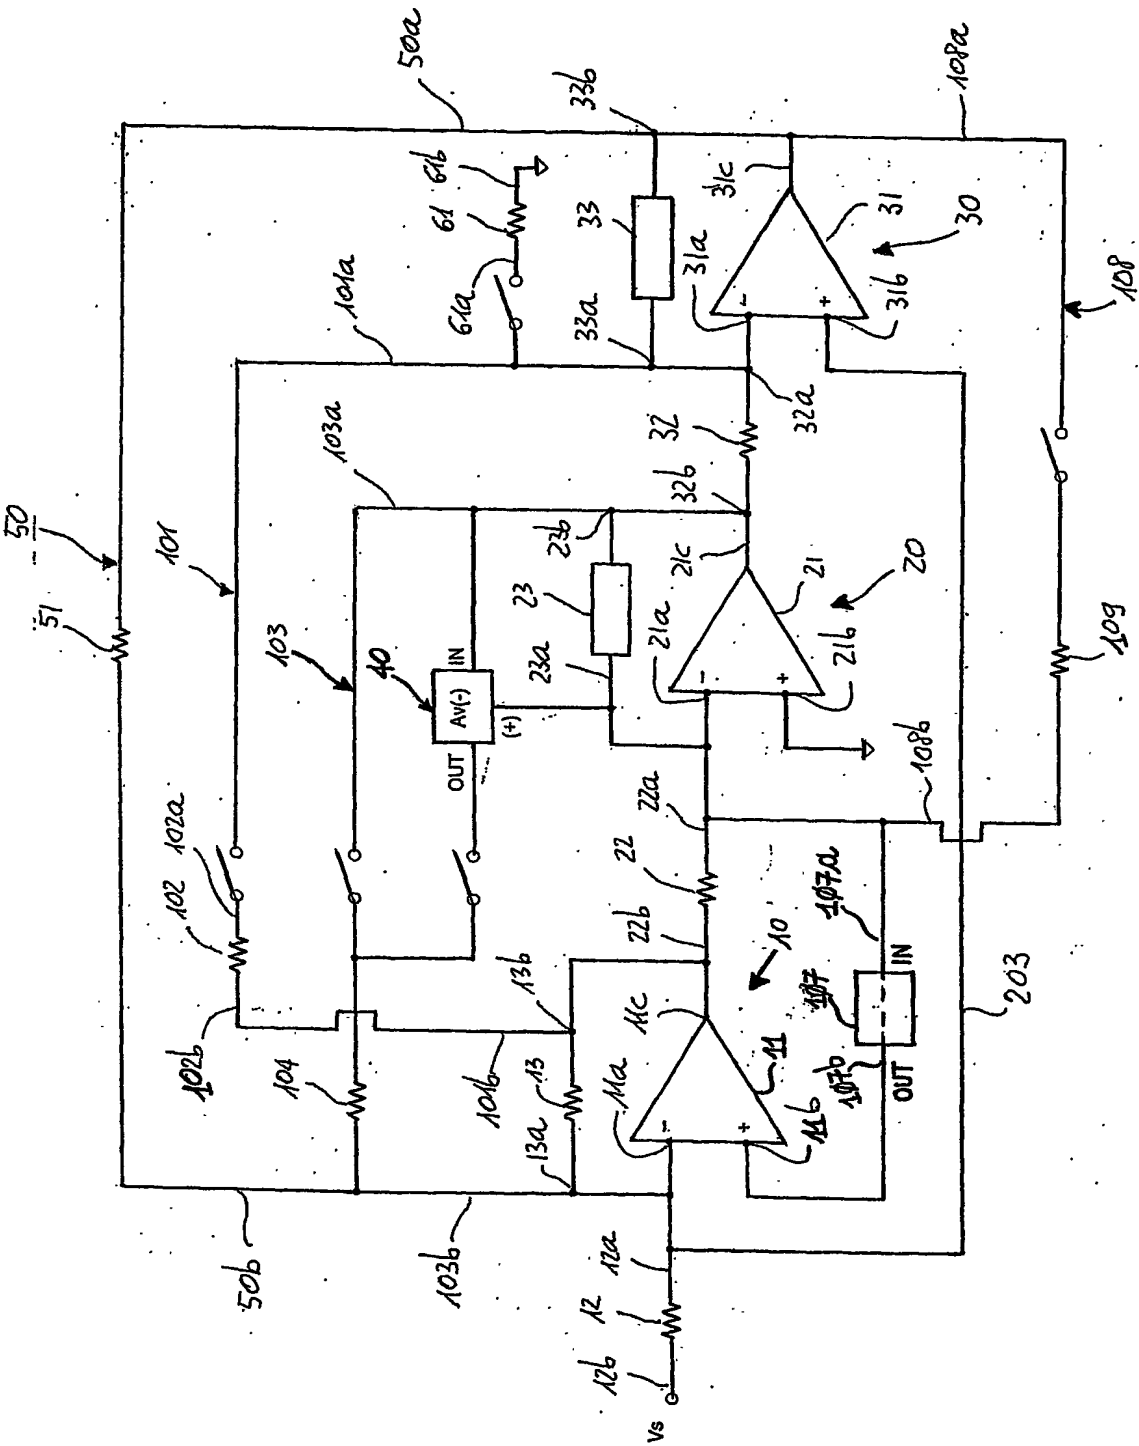 50
51
50a
50b
101
101a
102a
102
102b
101b
103
103a
103b
104
40
IN
Av(-)
OUT
(+)
61a
61
61b
33b
33
33a
31c
31a
31
30
31b
-
+
32a
32
32b
23b
23
23a
21c
21a
21
20
21b
-
+
22a
22
22b
13b
13
13a
11c
11a
11
10
11b
-
+
12a
12
12b
Vs
107a
107
107b
IN
OUT
203
108
108a
108b
109